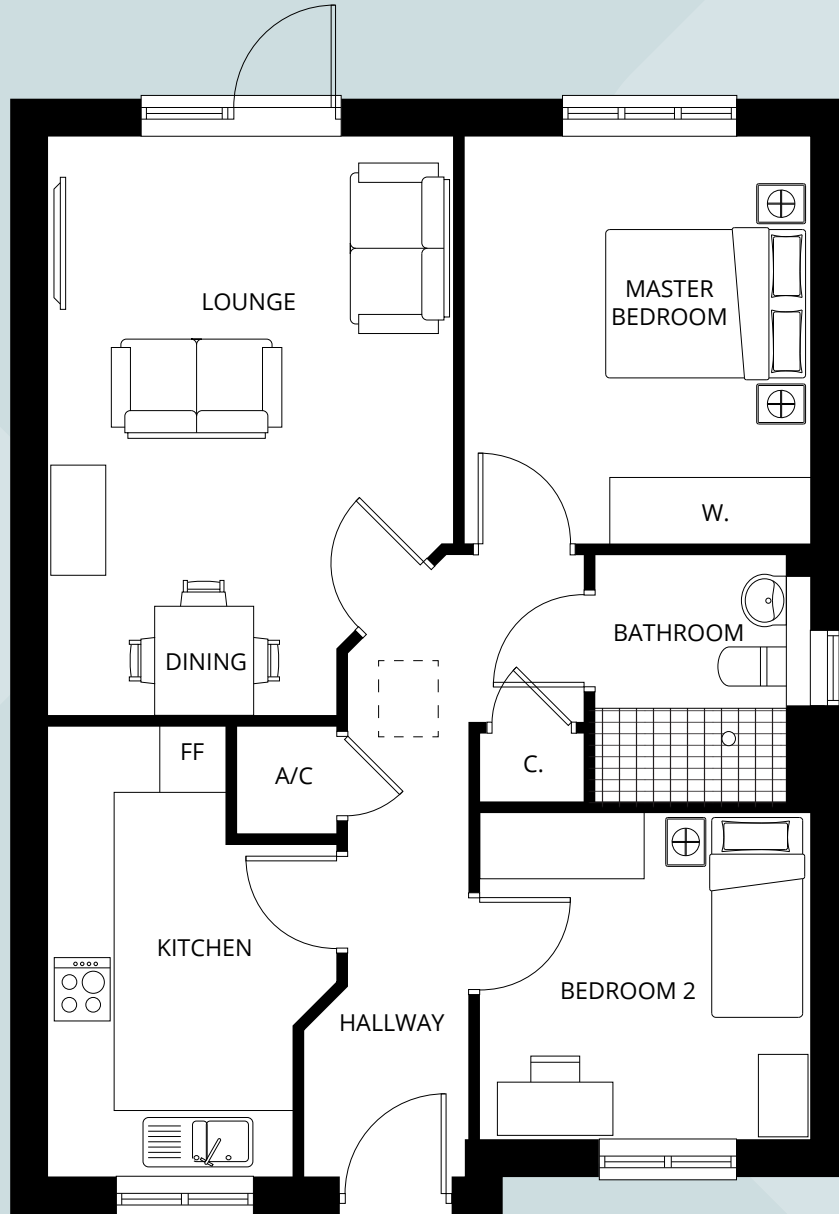 LOUNGE
MASTER
BEDROOM
W.
BATHROOM
DINING
FF
A/C
C.
KITCHEN
BEDROOM 2
HALLWAY